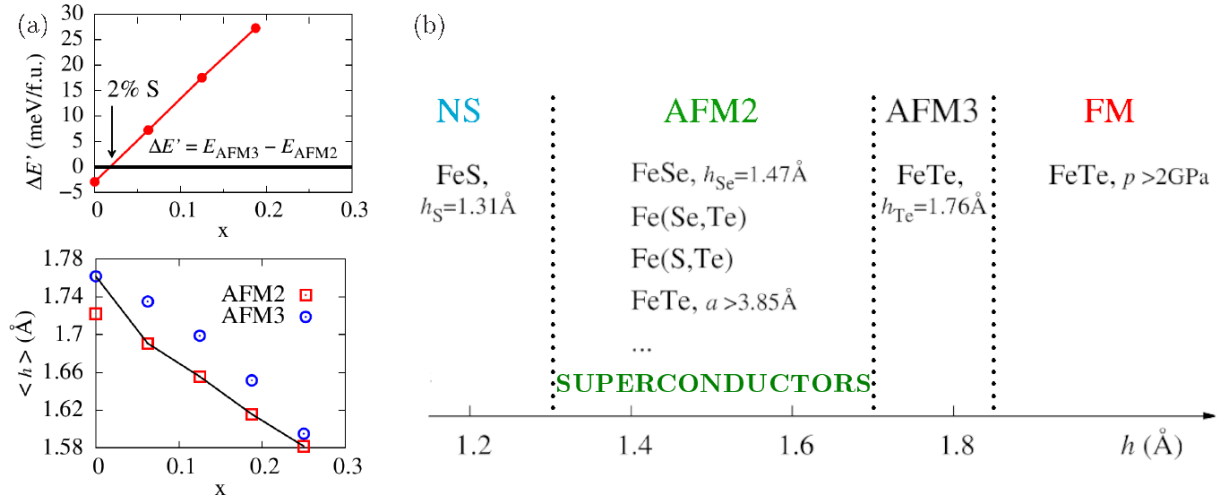 (a)
30
25
20
15
10
5
0
−5
ΔE' (meV/f.u.)
2% S
ΔE' = E_AFM3 − E_AFM2
0 0.1 0.2 0.3
x
1.78
1.74
1.7
1.66
1.62
1.58
< h > (Å)
AFM2
AFM3
0 0.1 0.2 0.3
x
(b)
NS AFM2 AFM3 FM
FeS, FeSe, h_Se=1.47Å FeTe, FeTe, p >2GPa
h_S=1.31Å h_Te=1.76Å
Fe(Se,Te)
Fe(S,Te)
FeTe, a >3.85Å
...
SUPERCONDUCTORS
1.2 1.4 1.6 1.8 h (Å)